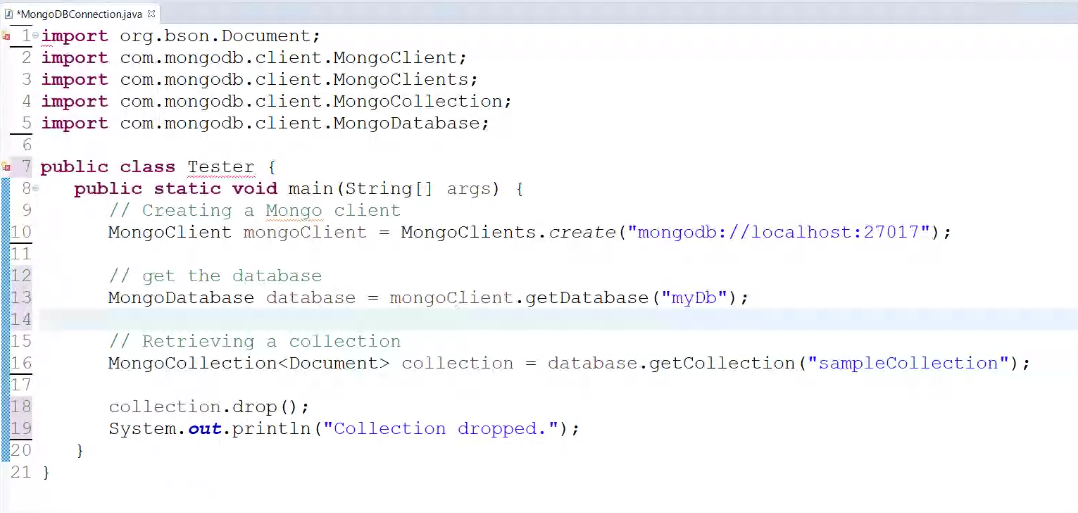 *MongoDBConnection.java
1 import org.bson.Document;
2 import com.mongodb.client.MongoClient;
3 import com.mongodb.client.MongoClients;
4 import com.mongodb.client.MongoCollection;
5 import com.mongodb.client.MongoDatabase;
6
7 public class Tester {
8 public static void main(String[] args) {
9 // Creating a Mongo client
10 MongoClient mongoClient = MongoClients.create("mongodb://localhost:27017");
11
12 // get the database
13 MongoDatabase database = mongoClient.getDatabase("myDb");
14
15 // Retrieving a collection
16 MongoCollection<Document> collection = database.getCollection("sampleCollection");
17
18 collection.drop();
19 System.out.println("Collection dropped.");
20 }
21 }